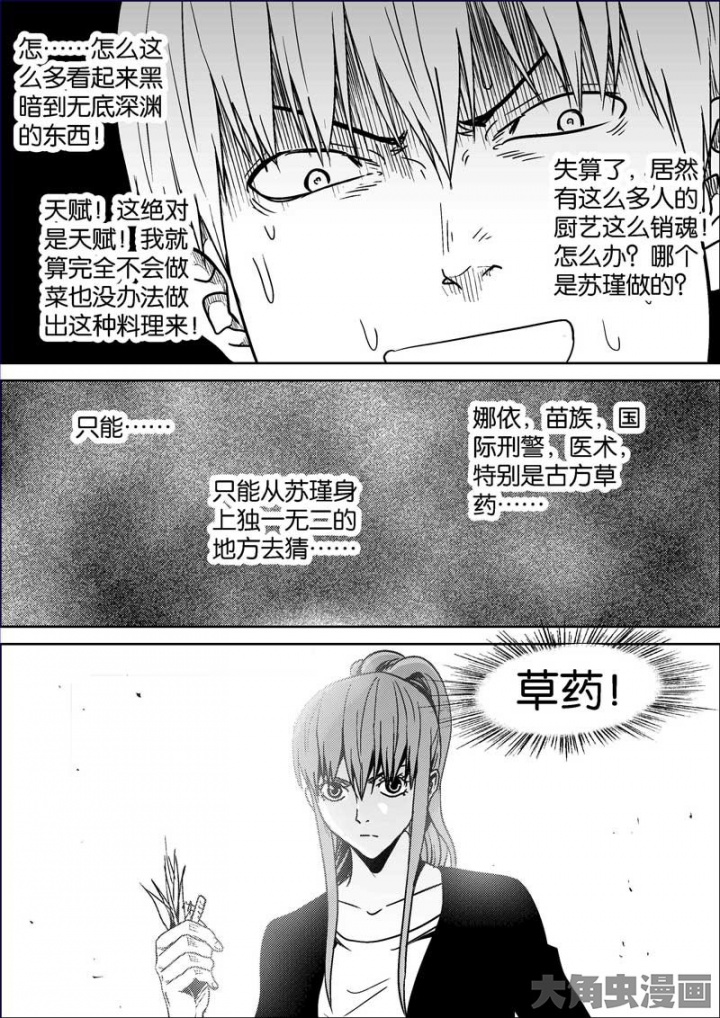 怎……怎么这
么多看起来黑
暗到无底深渊
的东西！
天赋！这绝对
是天赋！我就
算完全不会做
菜也没办法做
出这种料理来！
失算了，居然
有这么多人的
厨艺这么销魂！
怎么办？哪个
是苏瑾做的？
只能……
只能从苏瑾身
上独一无三的
地方去猜……
娜依，苗族，国
际刑警，医术，
特别是古方草
药……
草药！
大角虫漫画